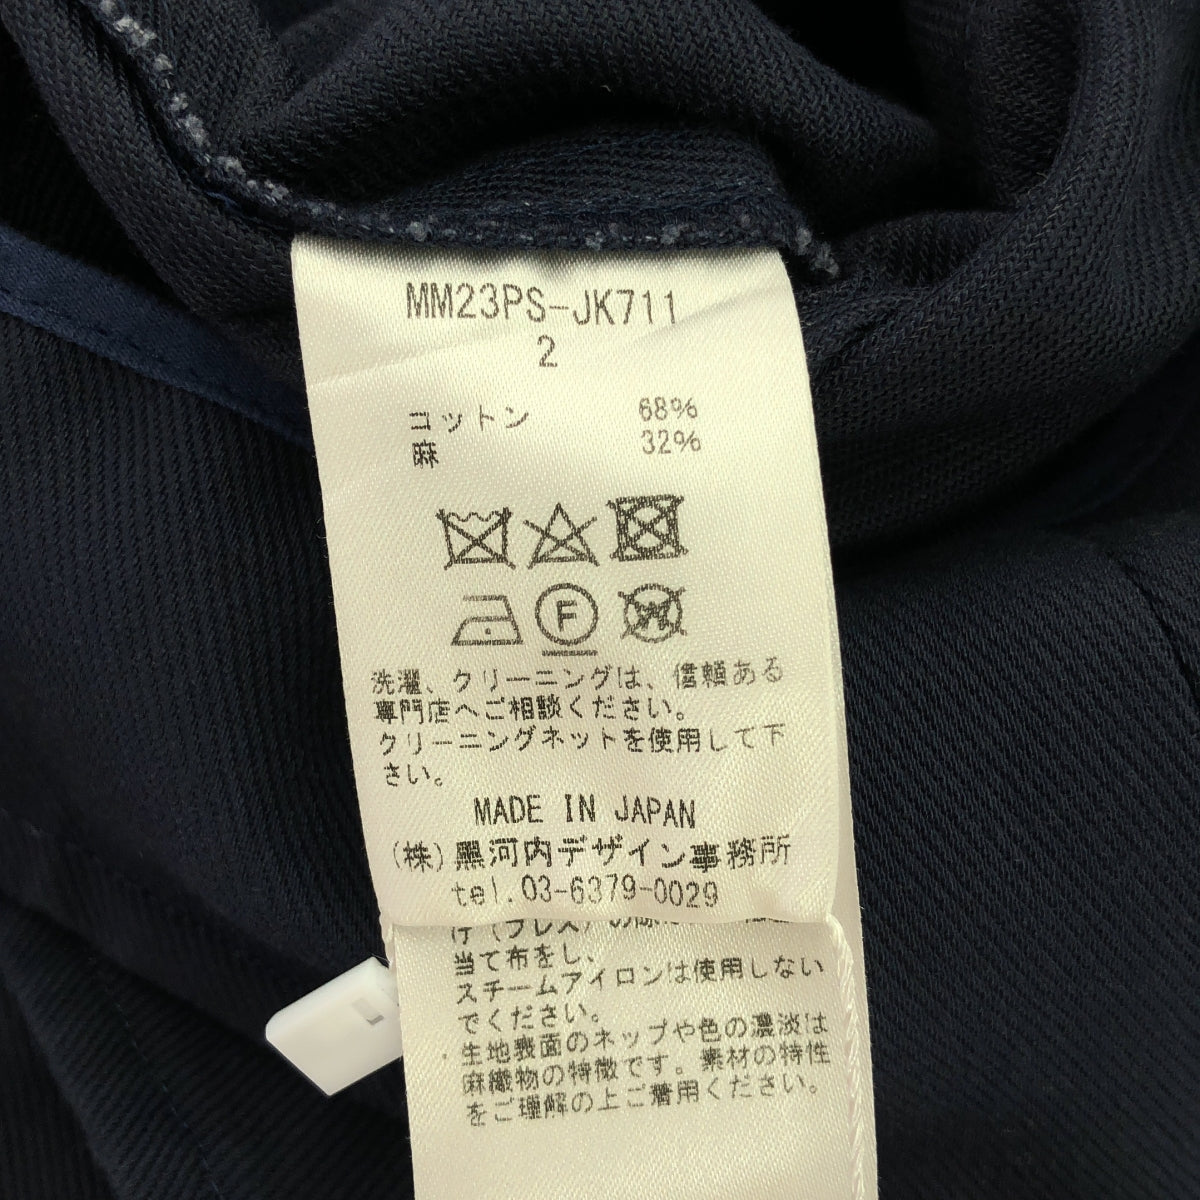 MM23PS-JK711
2
コットン 68%
麻 32%
F
W
洗濯、クリーニングは、信頼ある
専門店へご相談ください。
クリーニングネットを使用して下
さい。
MADE IN JAPAN
(株)黒河内デザイン事務所
tel.03-6379-0029
け(プレス)の際は
当て布をし、
スチームアイロンは使用しない
でください。
・生地表面のネップや色の濃淡は
麻織物の特徴です。素材の特性
をご理解の上ご着用ください。